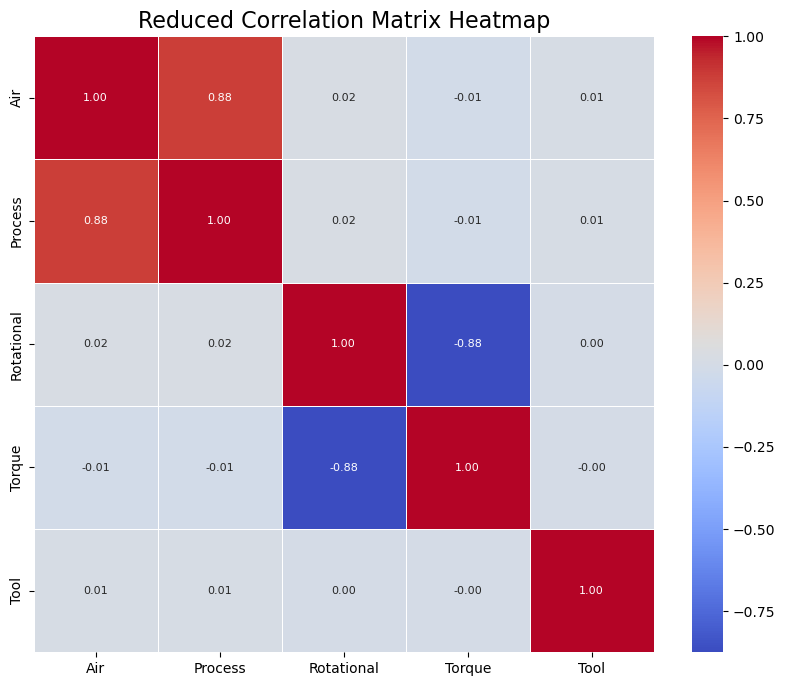 Reduced Correlation Matrix Heatmap
Air 1.00 0.88 0.02 -0.01 0.01
Process 0.88 1.00 0.02 -0.01 0.01
Rotational 0.02 0.02 1.00 -0.88 0.00
Torque -0.01 -0.01 -0.88 1.00 -0.00
Tool 0.01 0.01 0.00 -0.00 1.00
Air Process Rotational Torque Tool
1.00
0.75
0.50
0.25
0.00
−0.25
−0.50
−0.75